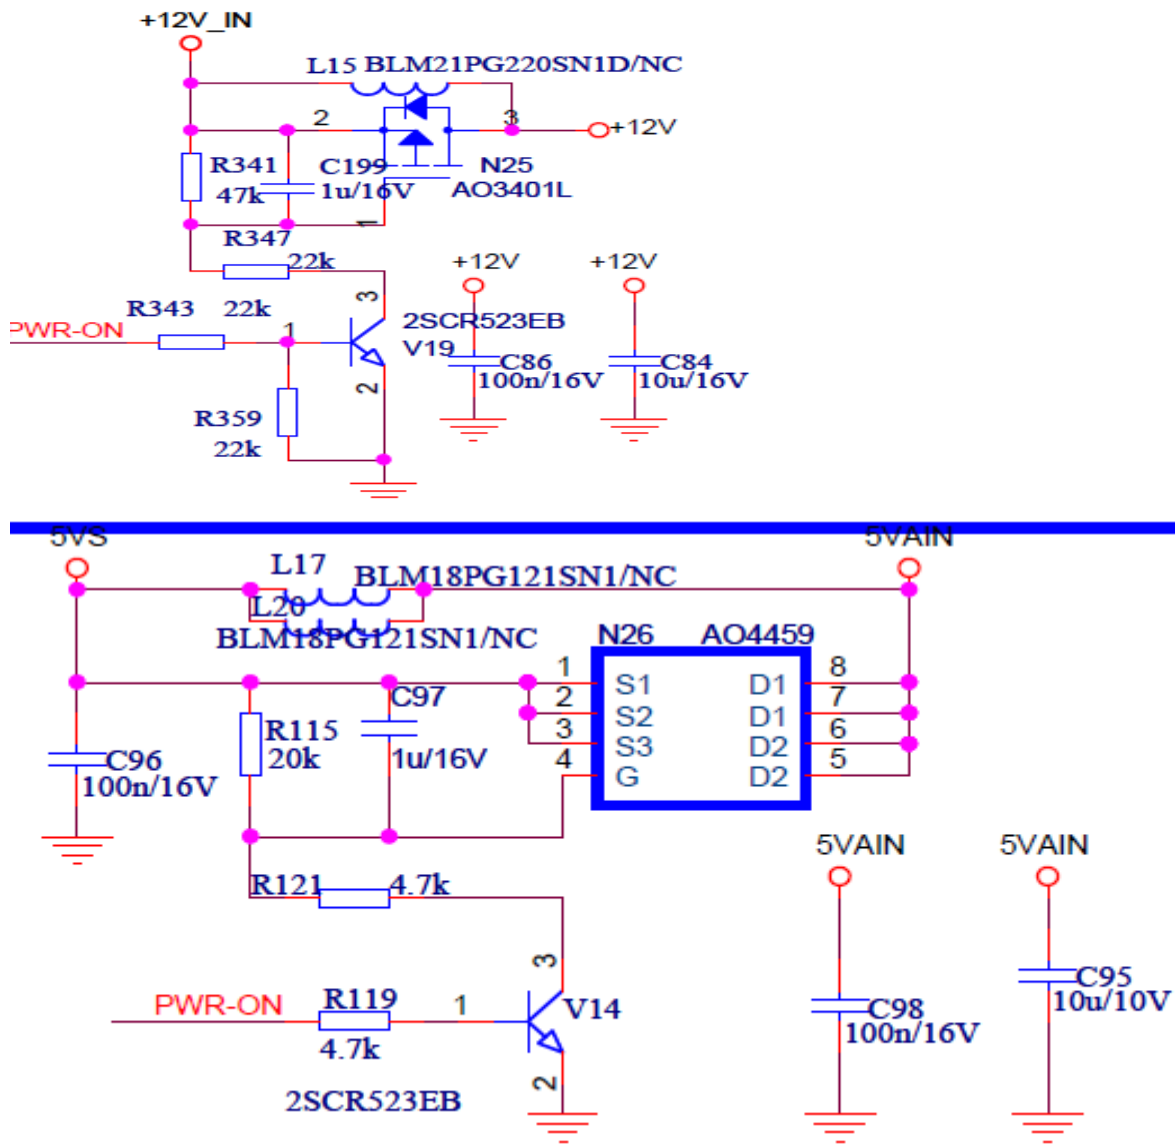 +12V_IN
L15 BLM21PG220SN1D/NC
2
3
+12V
R341
47k
C199
1u/16V
N25
AO3401L
1
R347
22k
+12V
+12V
3
R343 22k
PWR-ON
1
2SCR523EB
V19
C86
100n/16V
C84
10u/16V
2
R359
22k
5VS
5VAIN
L17
BLM18PG121SN1/NC
L20
BLM18PG121SN1/NC
N26 AO4459
1 S1 D1 8
2 S2 D1 7
3 S3 D2 6
4 G D2 5
C97
1u/16V
R115
20k
C96
100n/16V
5VAIN
5VAIN
R121 4.7k
3
C95
10u/10V
PWR-ON
R119
4.7k
1
V14
C98
100n/16V
2
2SCR523EB